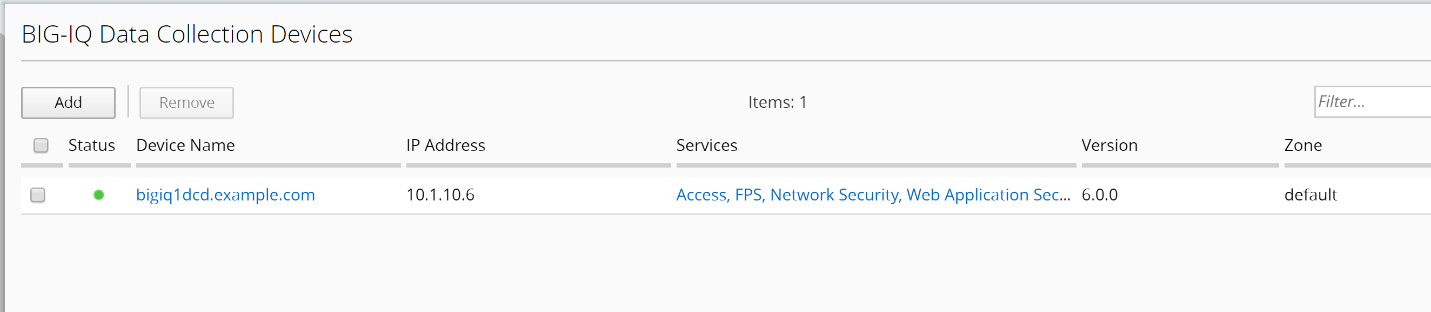 BIG-IQ Data Collection Devices
Add Remove Items: 1 Filter...
Status Device Name IP Address Services Version Zone
bigiq1dcd.example.com 10.1.10.6 Access, FPS, Network Security, Web Application Sec... 6.0.0 default